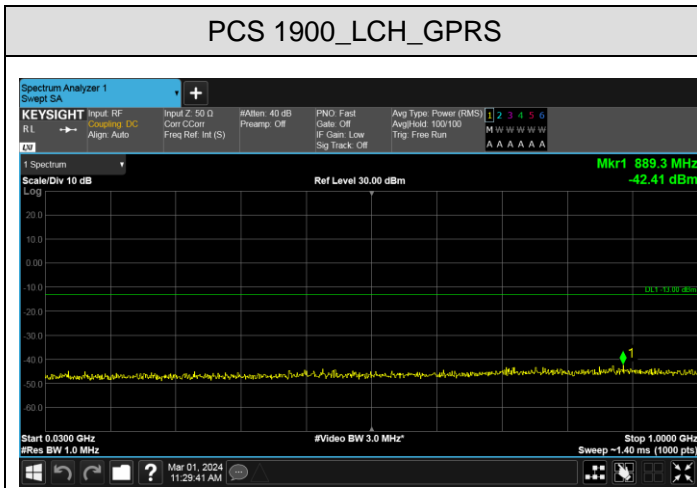 PCS 1900_LCH_GPRS
Spectrum Analyzer 1
Swept SA
KEYSIGHT Input: RF Input Z: 50 Ω #Atten: 40 dB PNO: Fast Avg Type: Power (RMS) 1 2 3 4 5 6
RL Coupling: DC Corr CCorr Preamp: Off Gate: Off Avg|Hold: 100/100 M W W W W W
Align: Auto Freq Ref: Int (S) IF Gain: Low Trig: Free Run
LXI Sig Track: Off A A A A A A
1 Spectrum Mkr1 889.3 MHz
Scale/Div 10 dB Ref Level 30.00 dBm -42.41 dBm
Log
20.0
10.0
0.00
-10.0
DL1 -13.00 dBm
-20.0
-30.0
-40.0
1
-50.0
-60.0
Start 0.0300 GHz #Video BW 3.0 MHz* Stop 1.0000 GHz
#Res BW 1.0 MHz Sweep ~1.40 ms (1000 pts)
? Mar 01, 2024
11:29:41 AM